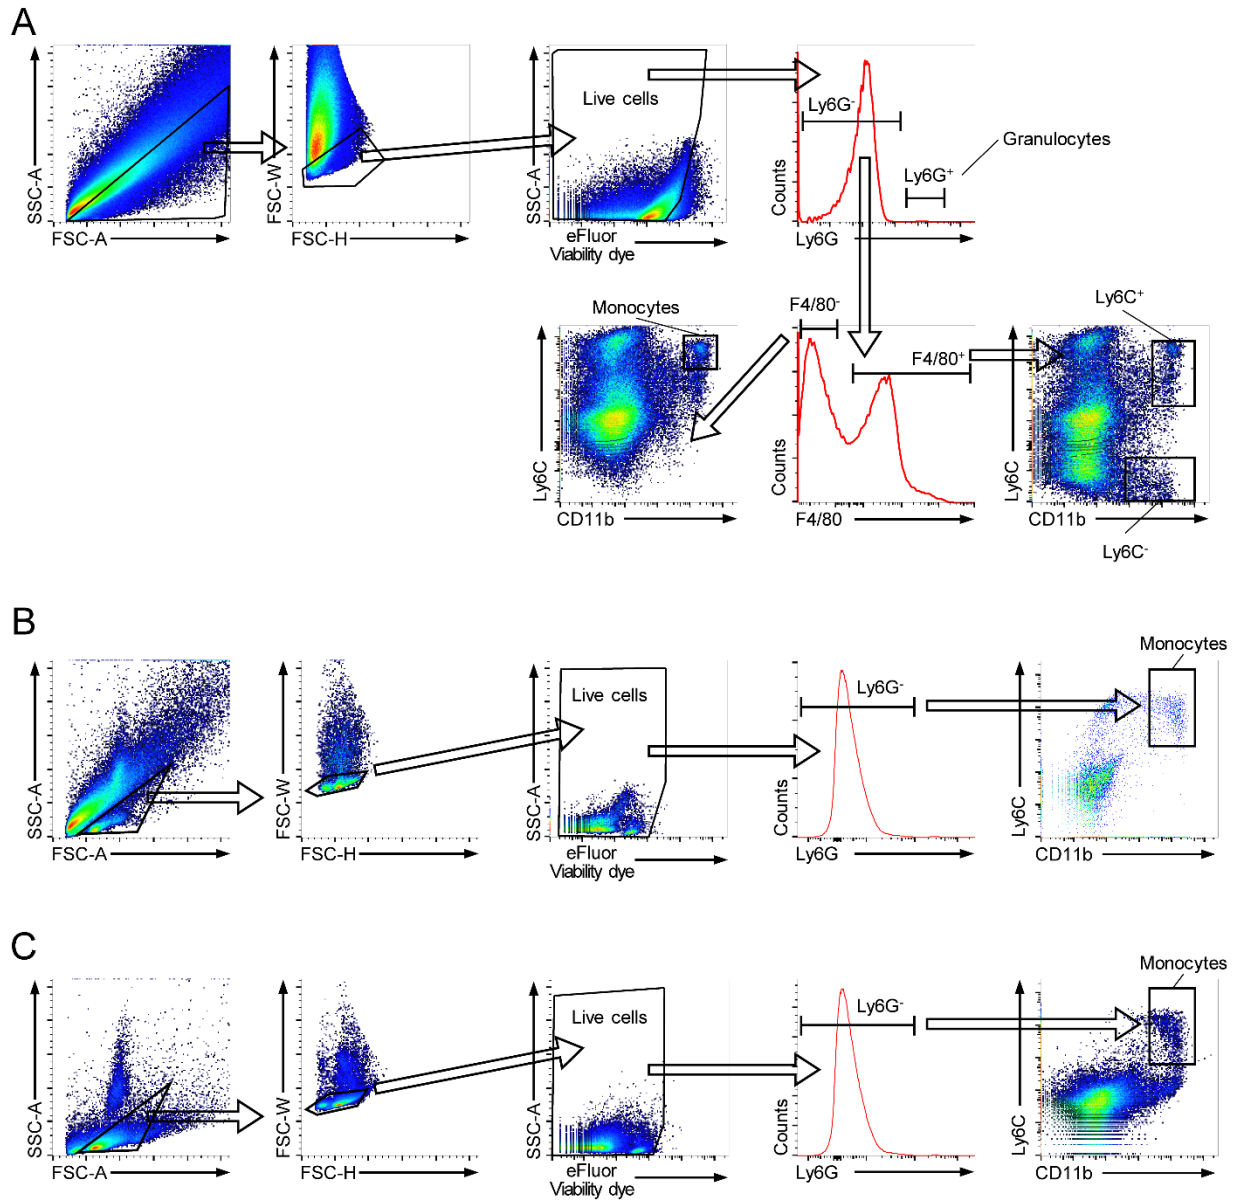 A
SSC-A
FSC-A
FSC-W
FSC-H
SSC-A
Live cells
eFluor
Viability dye
Counts
Ly6G-
Ly6G+
Granulocytes
Ly6G
Monocytes
Ly6C
CD11b
F4/80-
F4/80+
Counts
F4/80
Ly6C+
Ly6C
CD11b
Ly6C-
B
SSC-A
FSC-A
FSC-W
FSC-H
SSC-A
Live cells
eFluor
Viability dye
Counts
Ly6G-
Ly6G
Monocytes
Ly6C
CD11b
C
SSC-A
FSC-A
FSC-W
FSC-H
SSC-A
Live cells
eFluor
Viability dye
Counts
Ly6G-
Ly6G
Monocytes
Ly6C
CD11b